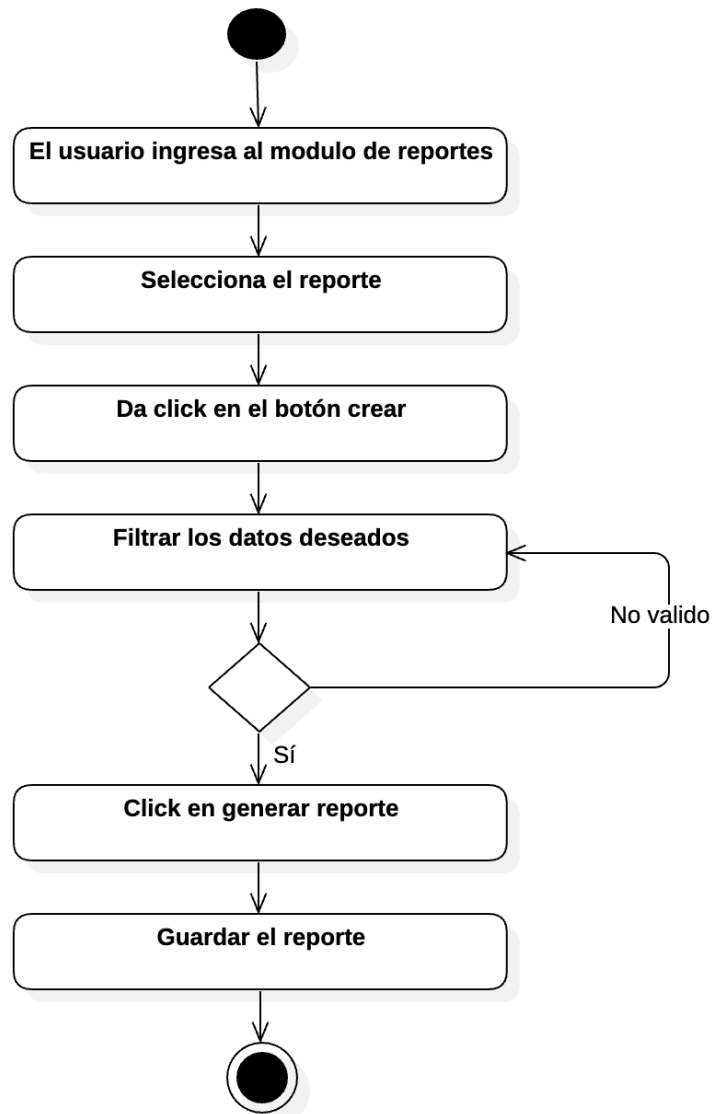 El usuario ingresa al modulo de reportes
Selecciona el reporte
Da click en el botón crear
Filtrar los datos deseados
No valido
Sí
Click en generar reporte
Guardar el reporte